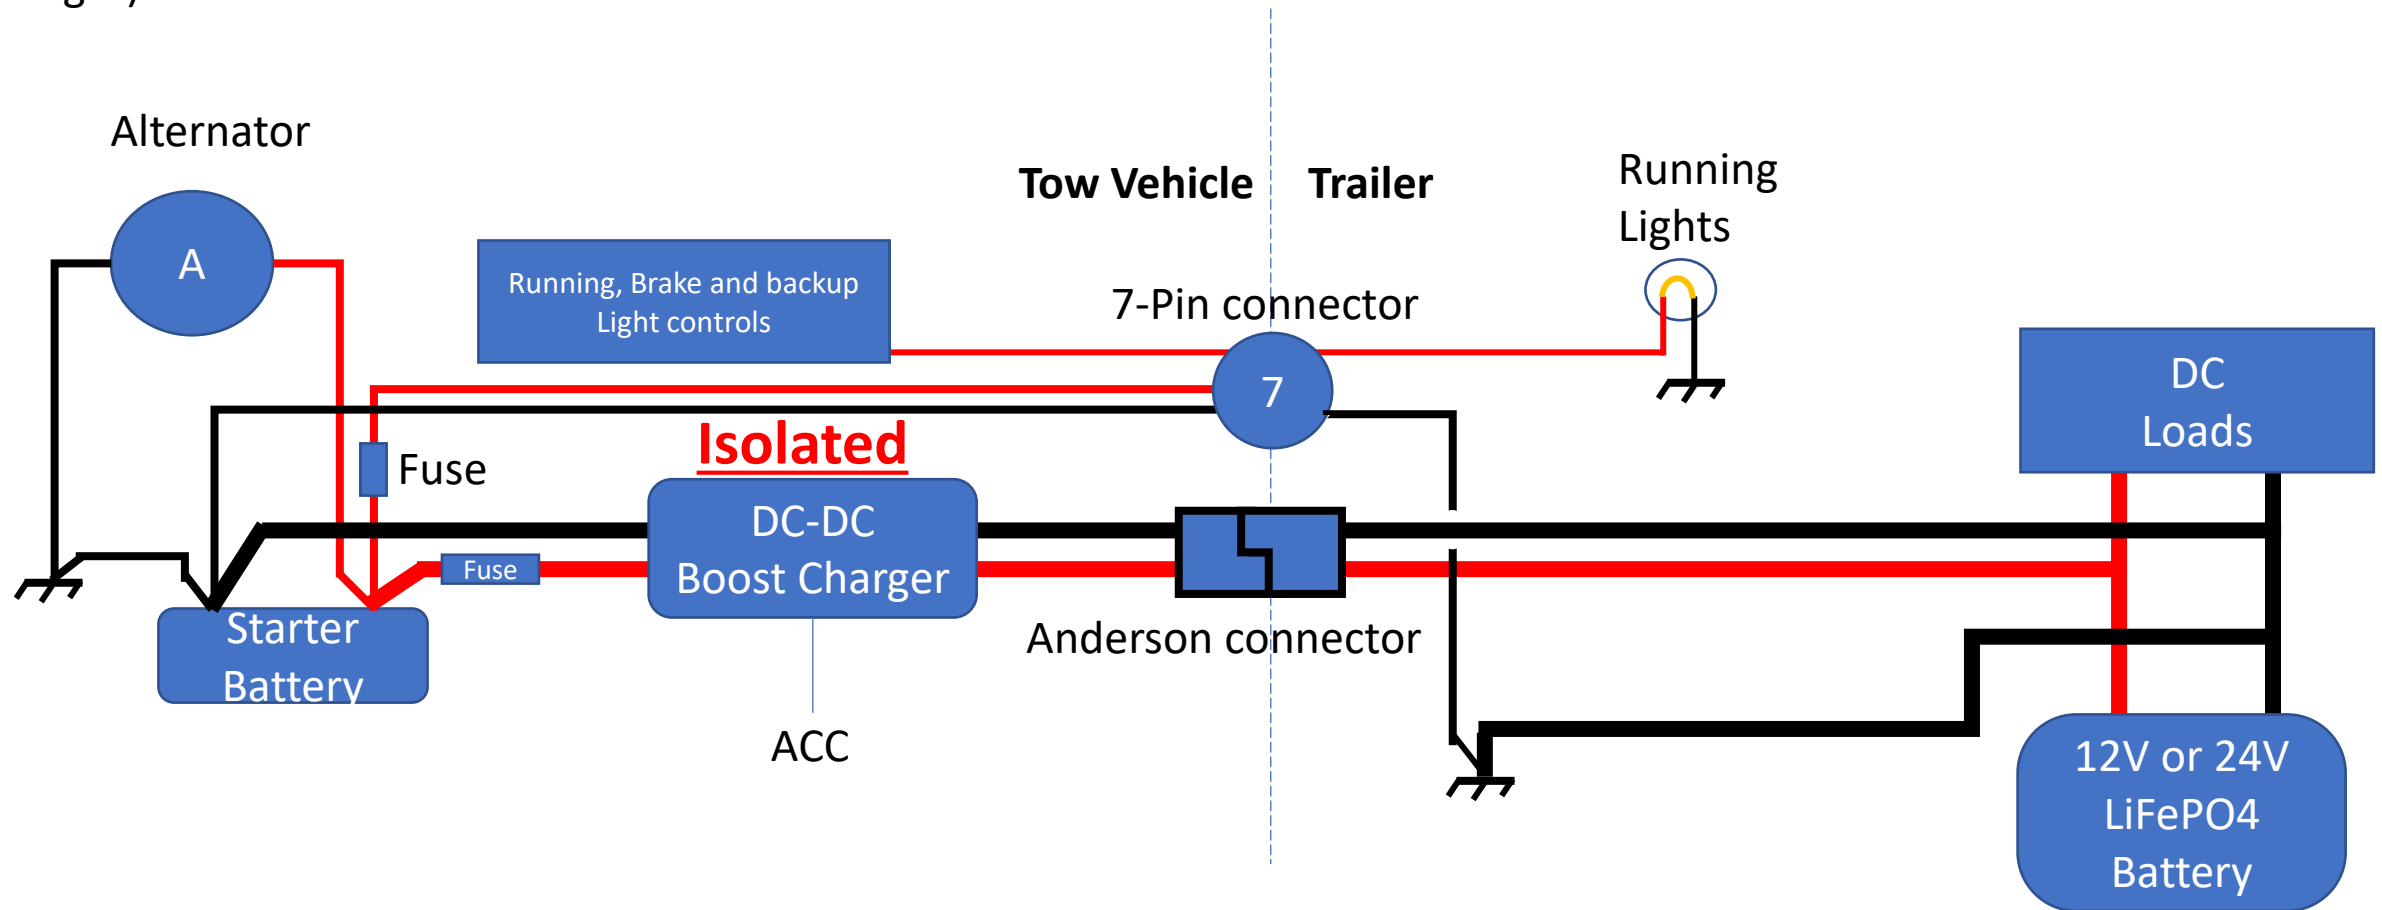 Alternator
A
Tow Vehicle
Trailer
Running
Lights
Running, Brake and backup
Light controls
7-Pin connector
7
DC
Loads
Fuse
Isolated
DC-DC
Boost Charger
Fuse
Starter
Battery
Anderson connector
ACC
12V or 24V
LiFePO4
Battery